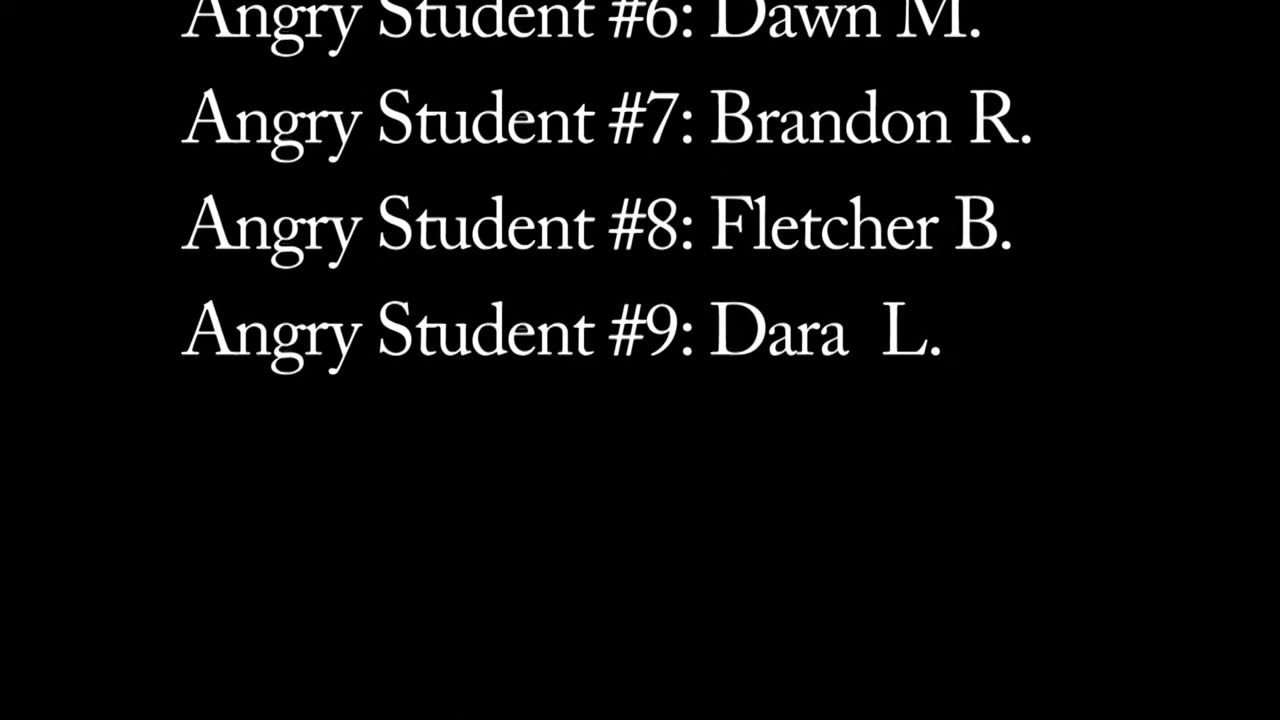 Angry Student #6: Dawn M.
Angry Student #7: Brandon R.
Angry Student #8: Fletcher B.
Angry Student #9: Dara  L.